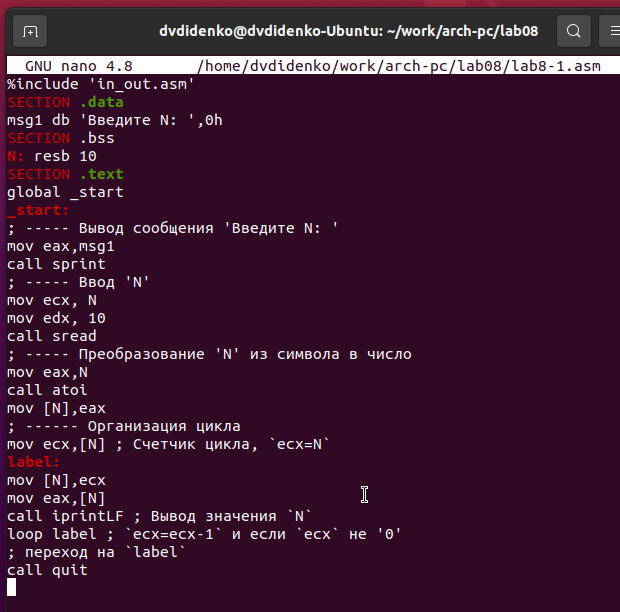 dvdidenko@dvdidenko-Ubuntu: ~/work/arch-pc/lab08
GNU nano 4.8 /home/dvdidenko/work/arch-pc/lab08/lab8-1.asm
%include 'in_out.asm'
SECTION .data
msg1 db 'Введите N: ',0h
SECTION .bss
N: resb 10
SECTION .text
global _start
_start:
; ----- Вывод сообщения 'Введите N: '
mov eax,msg1
call sprint
; ----- Ввод 'N'
mov ecx, N
mov edx, 10
call sread
; ----- Преобразование 'N' из символа в число
mov eax,N
call atoi
mov [N],eax
; ------ Организация цикла
mov ecx,[N] ; Счетчик цикла, `ecx=N`
label:
mov [N],ecx
mov eax,[N]
call iprintLF ; Вывод значения `N`
loop label ; `ecx=ecx-1` и если `ecx` не '0'
; переход на `label`
call quit